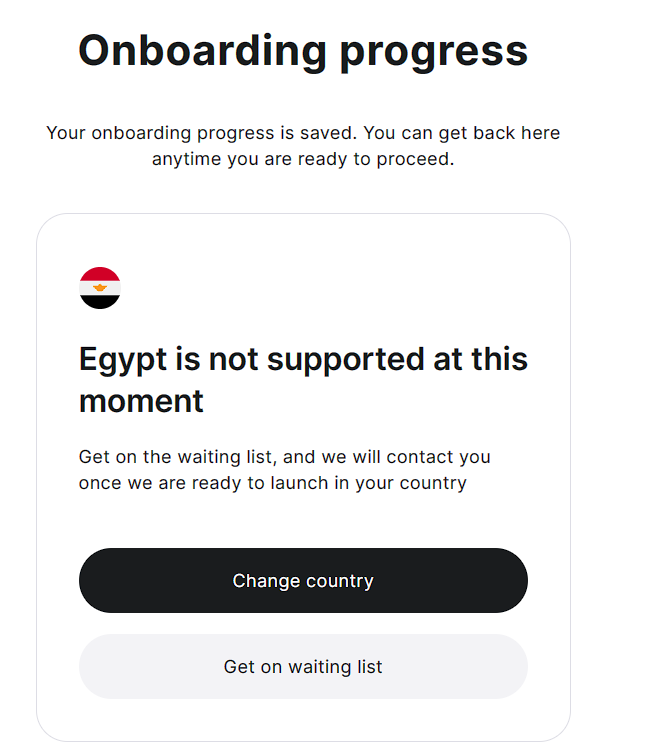 Onboarding progress
Your onboarding progress is saved. You can get back here
anytime you are ready to proceed.
Egypt is not supported at this
moment
Get on the waiting list, and we will contact you
once we are ready to launch in your country
Change country
Get on waiting list